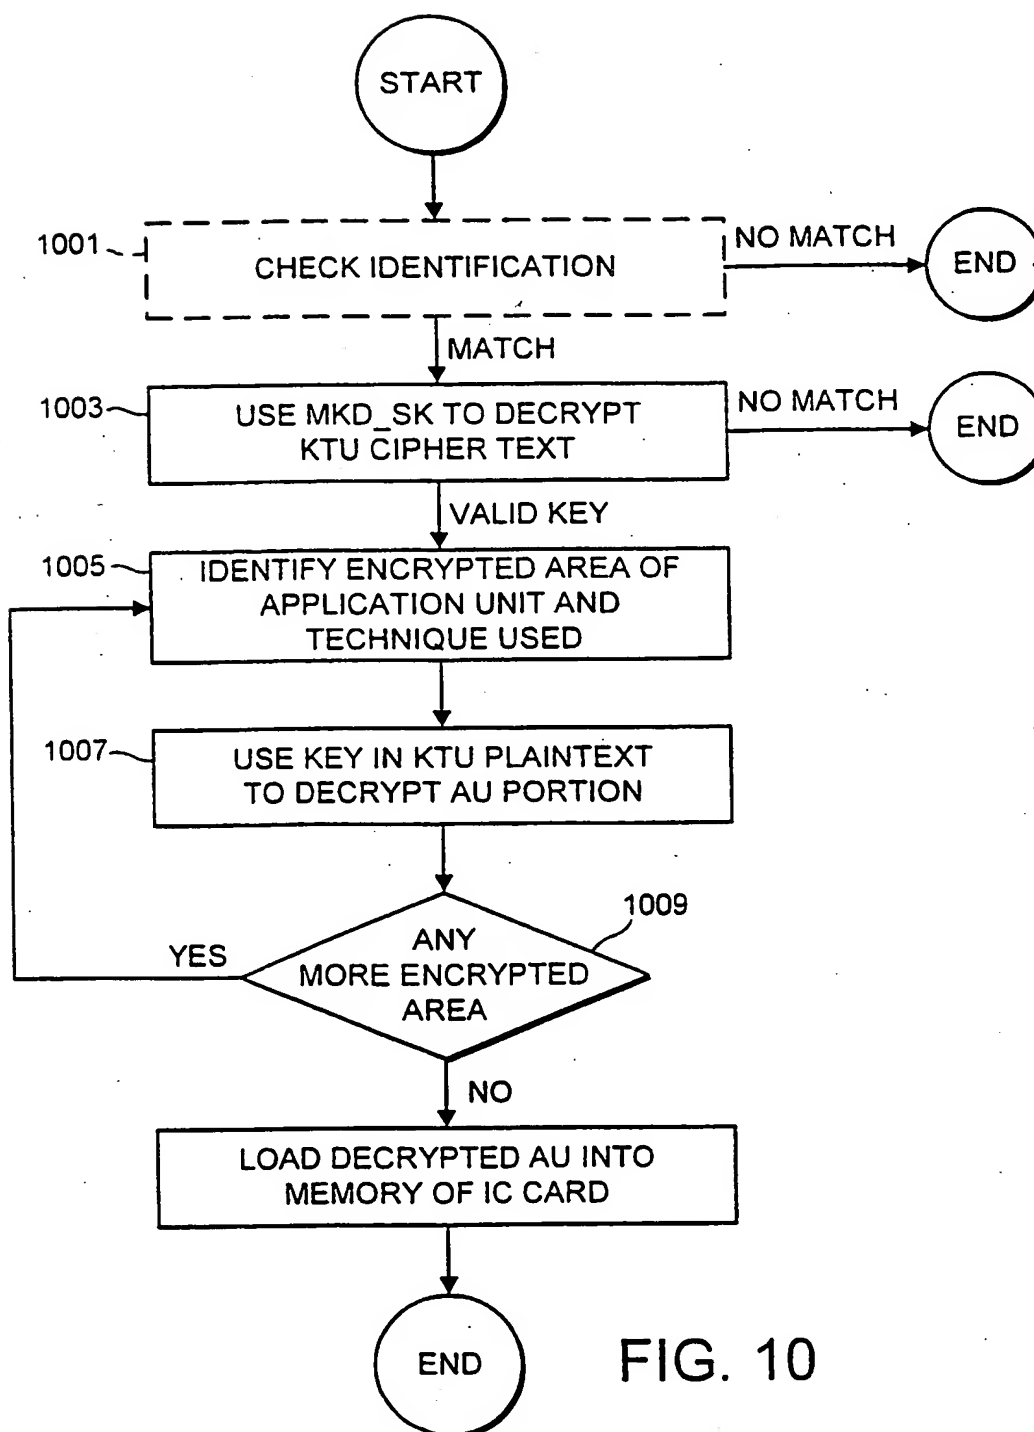 START
1001
CHECK IDENTIFICATION
NO MATCH
END
MATCH
1003
USE MKD_SK TO DECRYPT
KTU CIPHER TEXT
NO MATCH
END
VALID KEY
1005
IDENTIFY ENCRYPTED AREA OF
APPLICATION UNIT AND
TECHNIQUE USED
1007
USE KEY IN KTU PLAINTEXT
TO DECRYPT AU PORTION
1009
ANY
MORE ENCRYPTED
AREA
YES
NO
LOAD DECRYPTED AU INTO
MEMORY OF IC CARD
END
FIG. 10